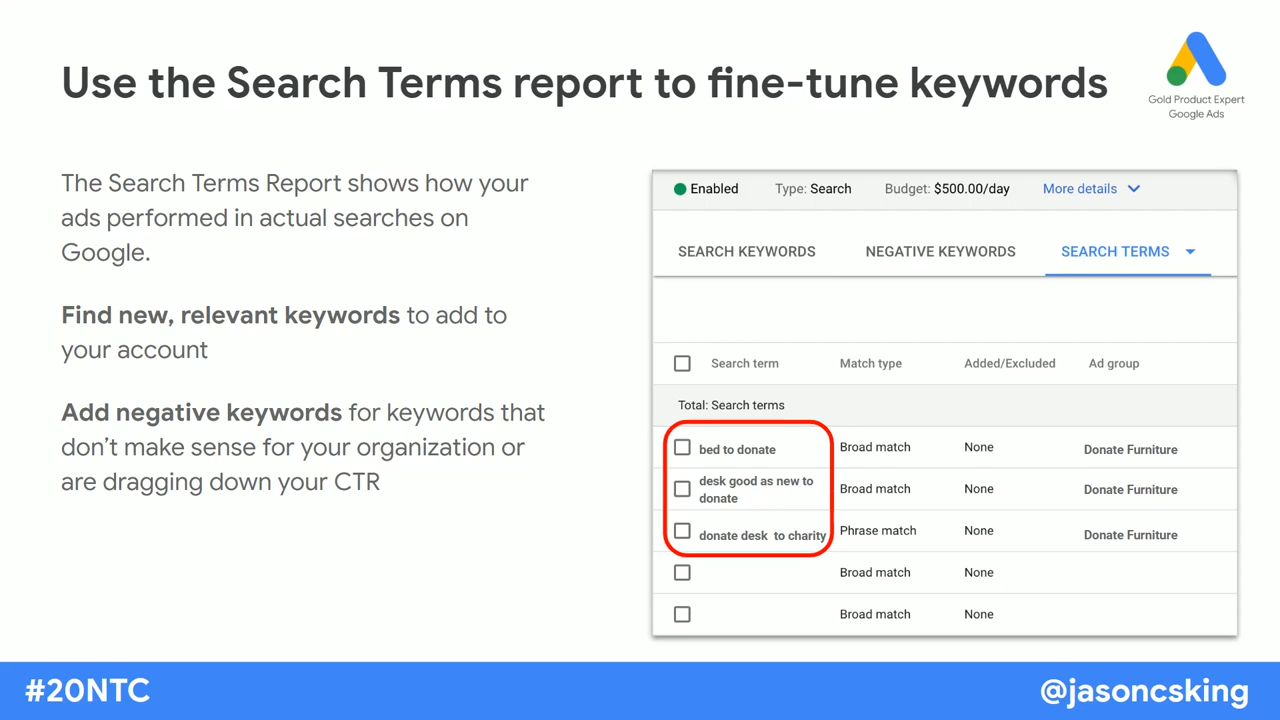 Use the Search Terms report to fine-tune keywords
Gold Product Expert
Google Ads
The Search Terms Report shows how your
ads performed in actual searches on
Google.
Find new, relevant keywords to add to
your account
Add negative keywords for keywords that
don't make sense for your organization or
are dragging down your CTR
Enabled Type: Search Budget: $500.00/day More details
SEARCH KEYWORDS NEGATIVE KEYWORDS SEARCH TERMS
Search term Match type Added/Excluded Ad group
Total: Search terms
bed to donate Broad match None Donate Furniture
desk good as new to
donate Broad match None Donate Furniture
donate desk to charity Phrase match None Donate Furniture
Broad match None
Broad match None
#20NTC @jasoncsking